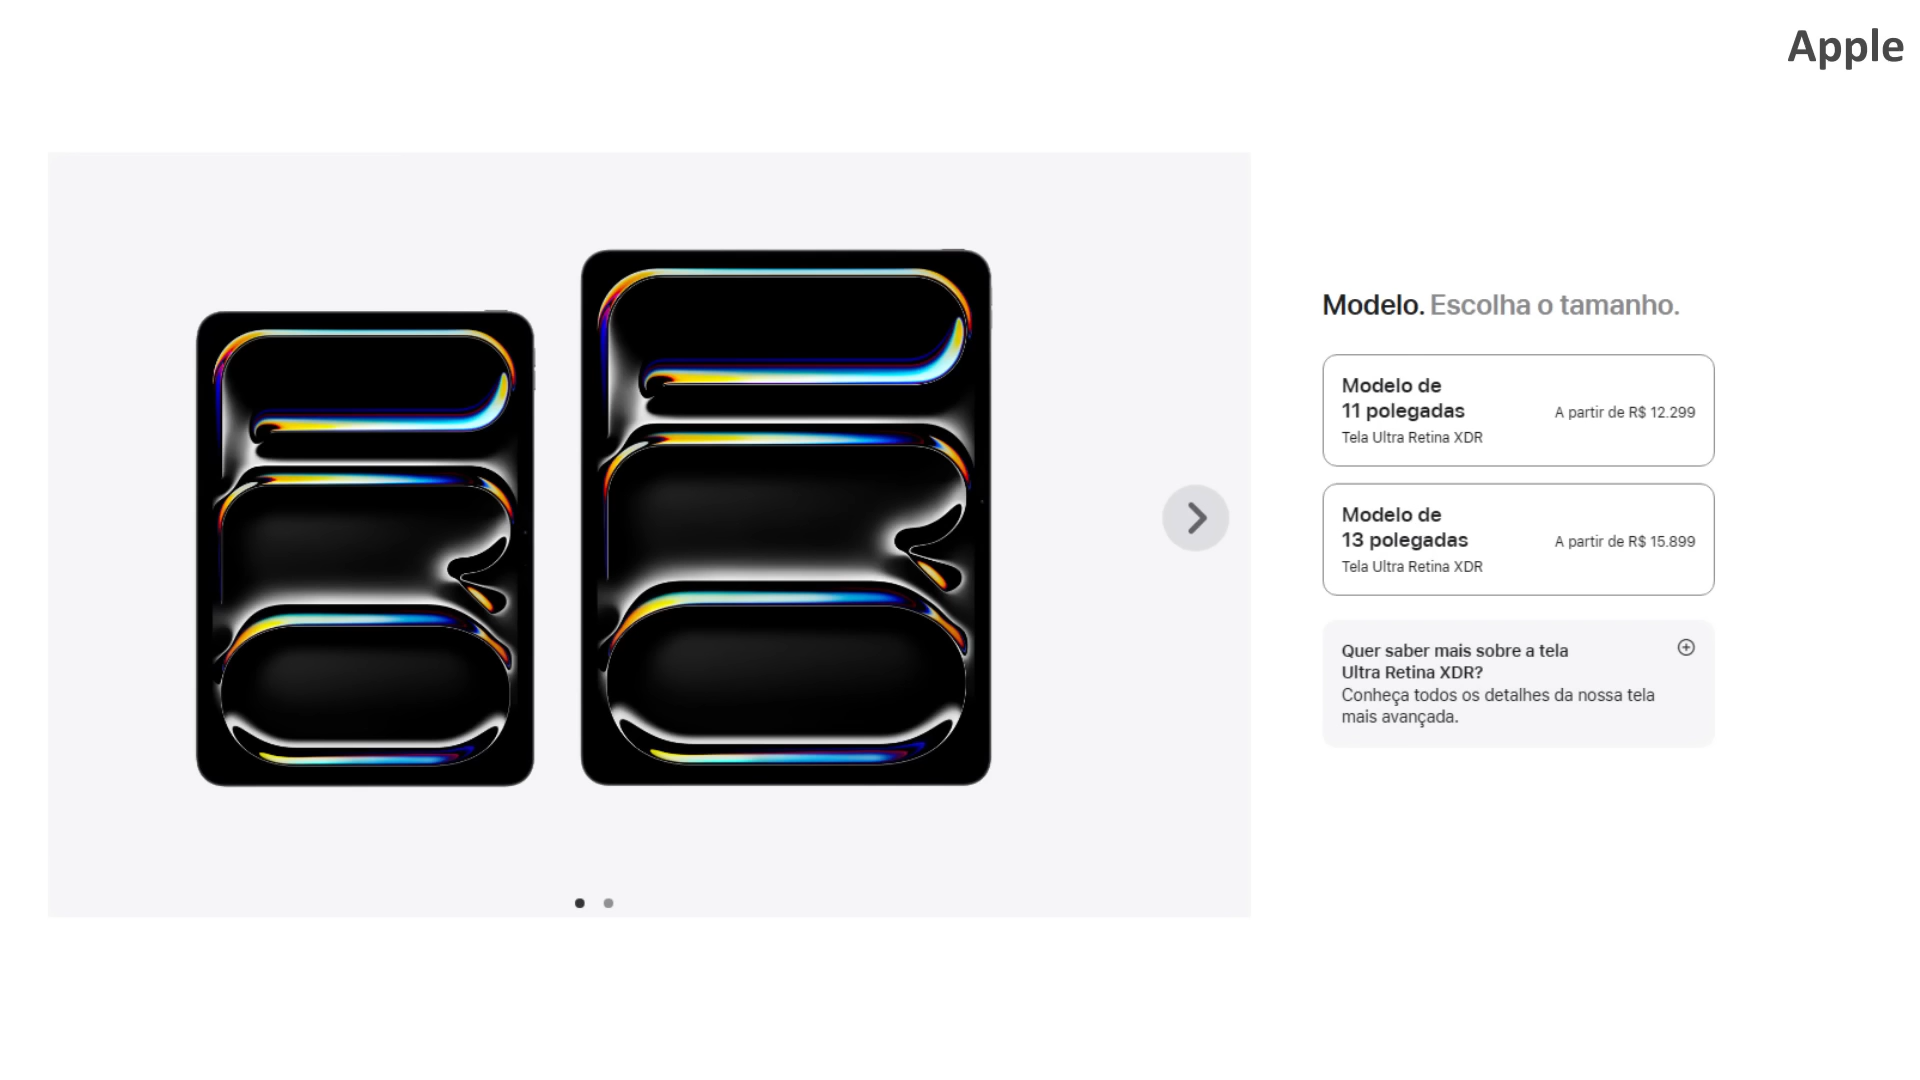 Apple
Modelo. Escolha o tamanho.
Modelo de
11 polegadas
A partir de R$ 12.299
Tela Ultra Retina XDR
Modelo de
13 polegadas
A partir de R$ 15.899
Tela Ultra Retina XDR
Quer saber mais sobre a tela
Ultra Retina XDR?
Conheça todos os detalhes da nossa tela
mais avançada.